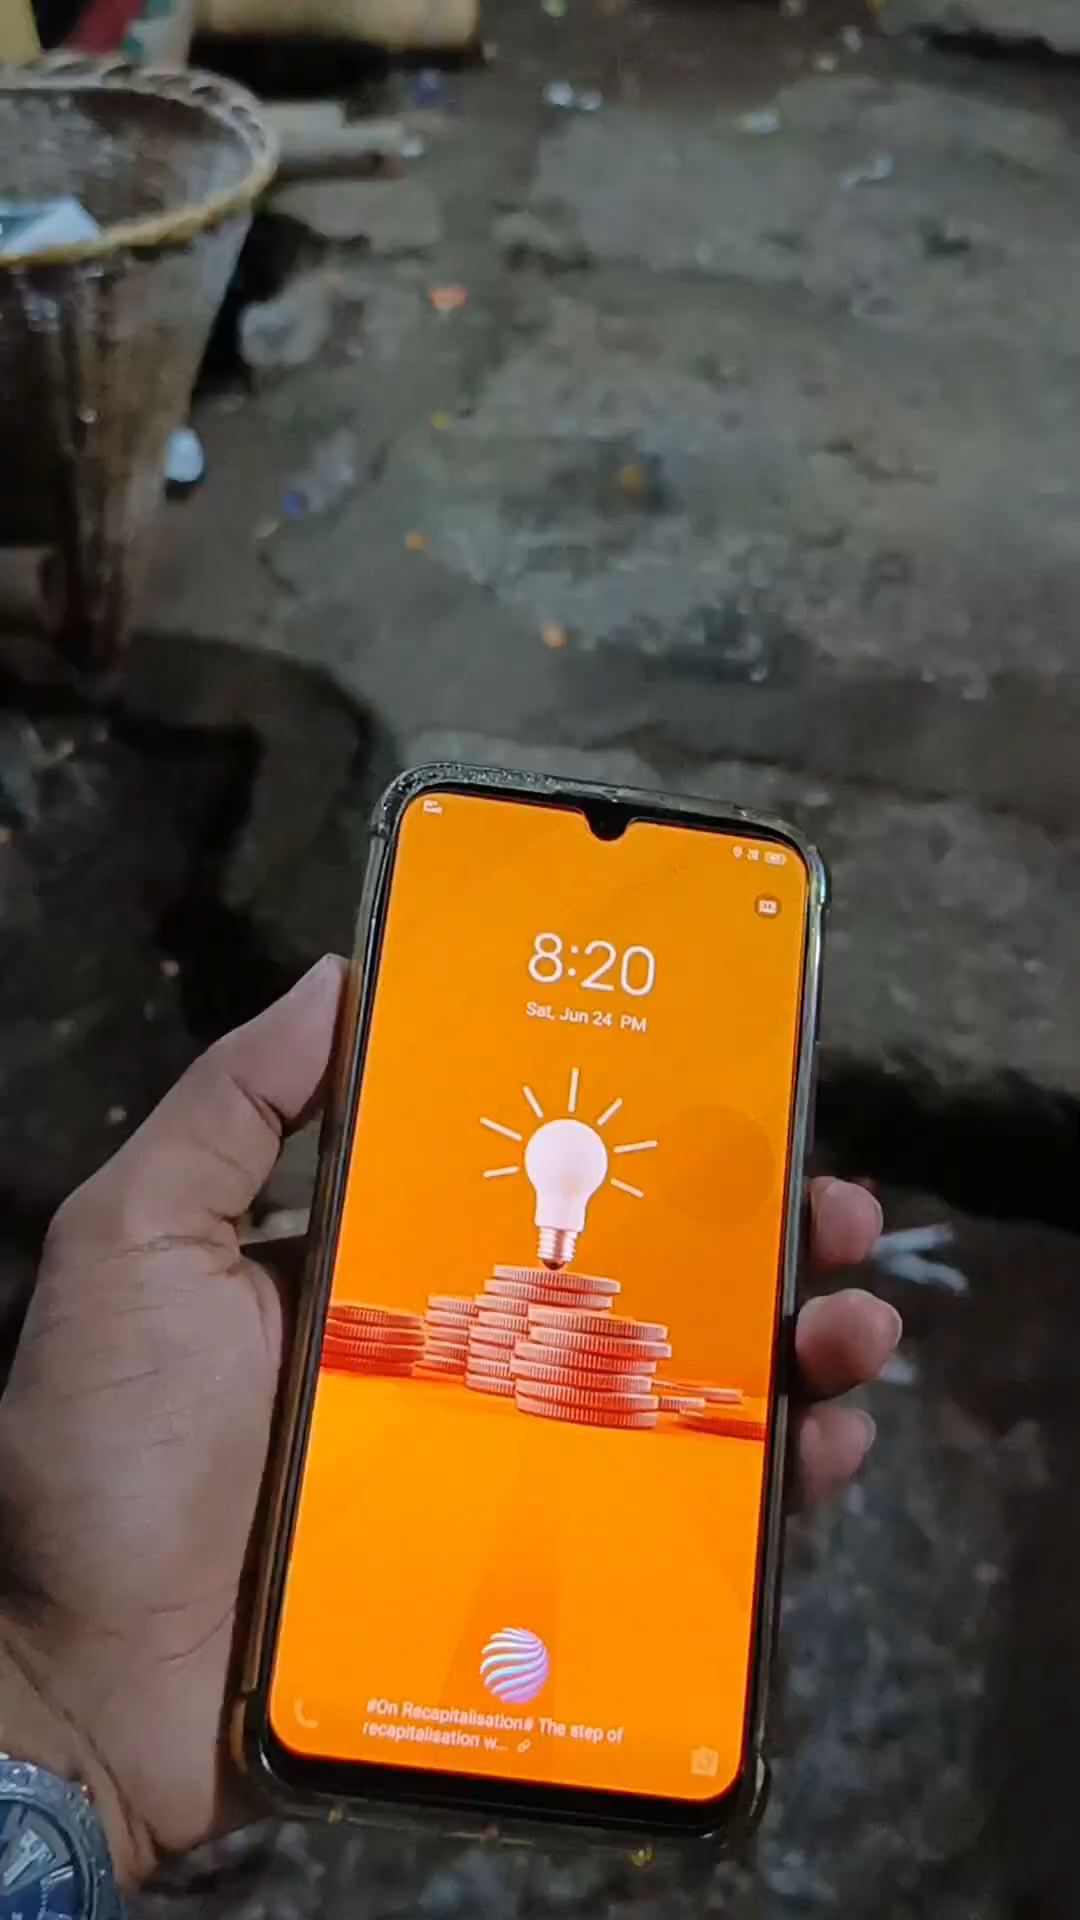 8:20
Sat, Jun 24 PM
#On Recapitalisation# The step of
recapitalisation w...